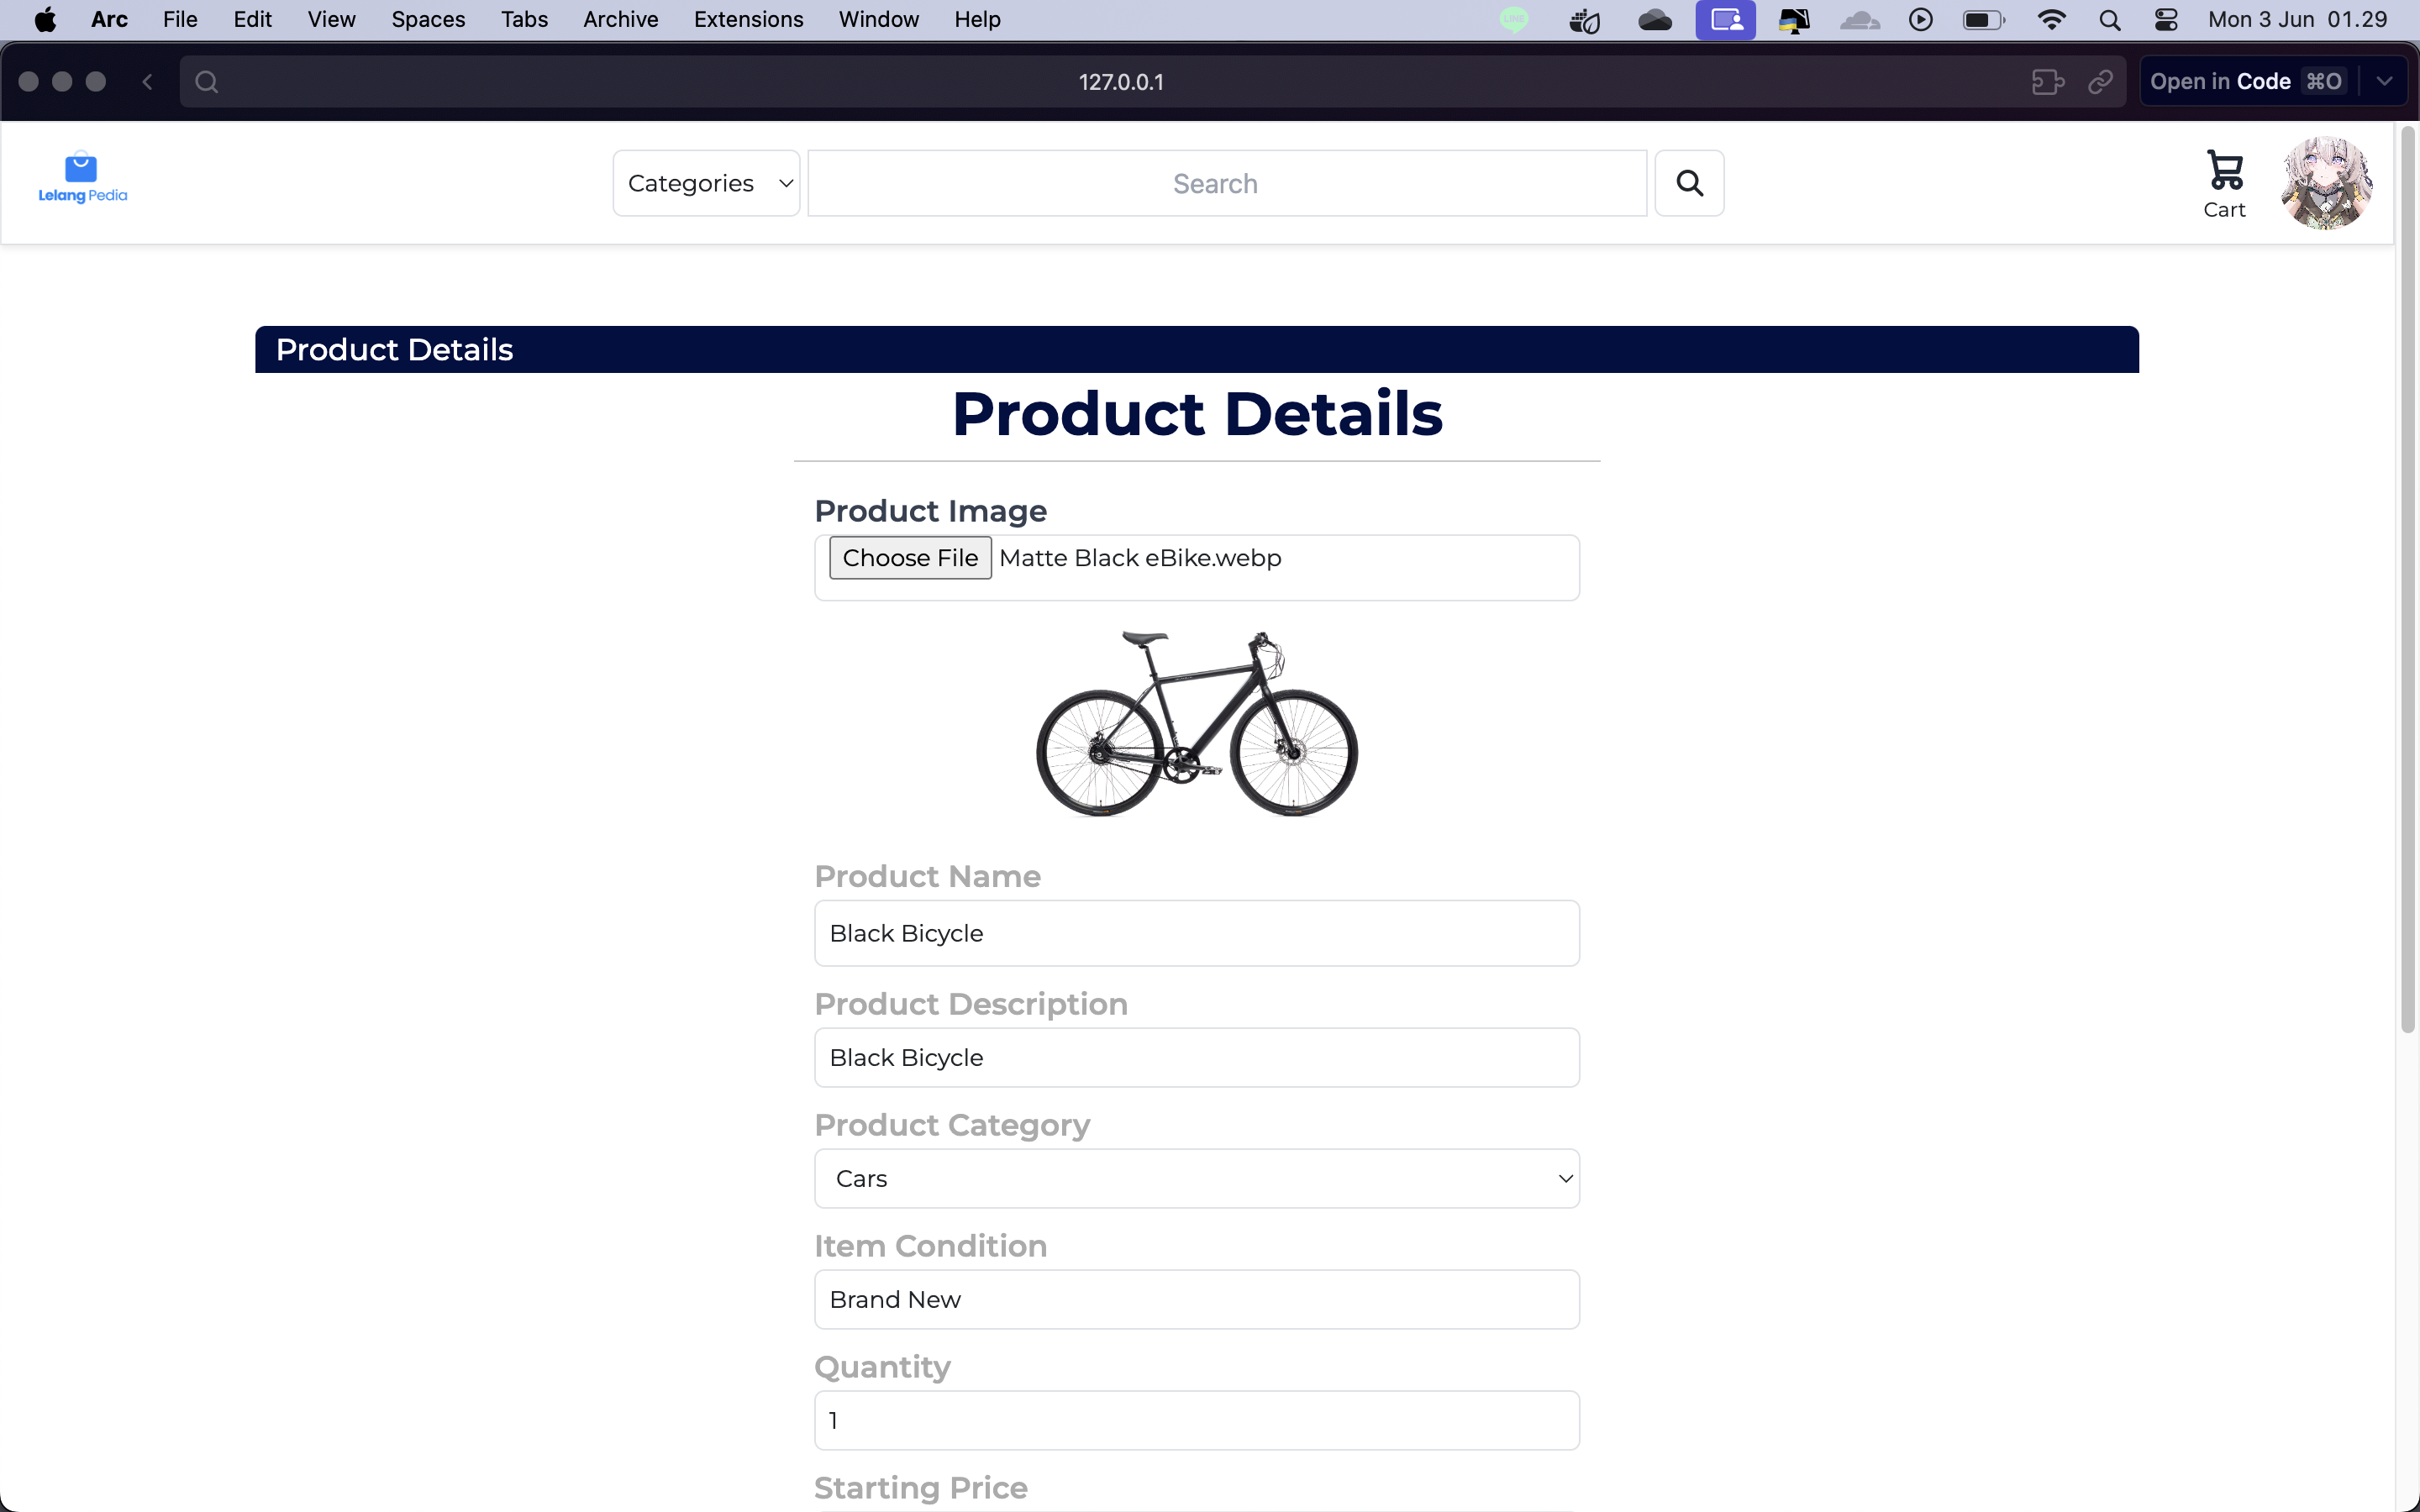 Arc File Edit View Spaces Tabs Archive Extensions Window Help LINE Mon 3 Jun 01.29
127.0.0.1 Open in Code ⌘O
Lelang Pedia Categories Search Cart
Product Details
Product Details
Product Image
Choose File Matte Black eBike.webp
Product Name
Black Bicycle
Product Description
Black Bicycle
Product Category
Cars
Item Condition
Brand New
Quantity
1
Starting Price